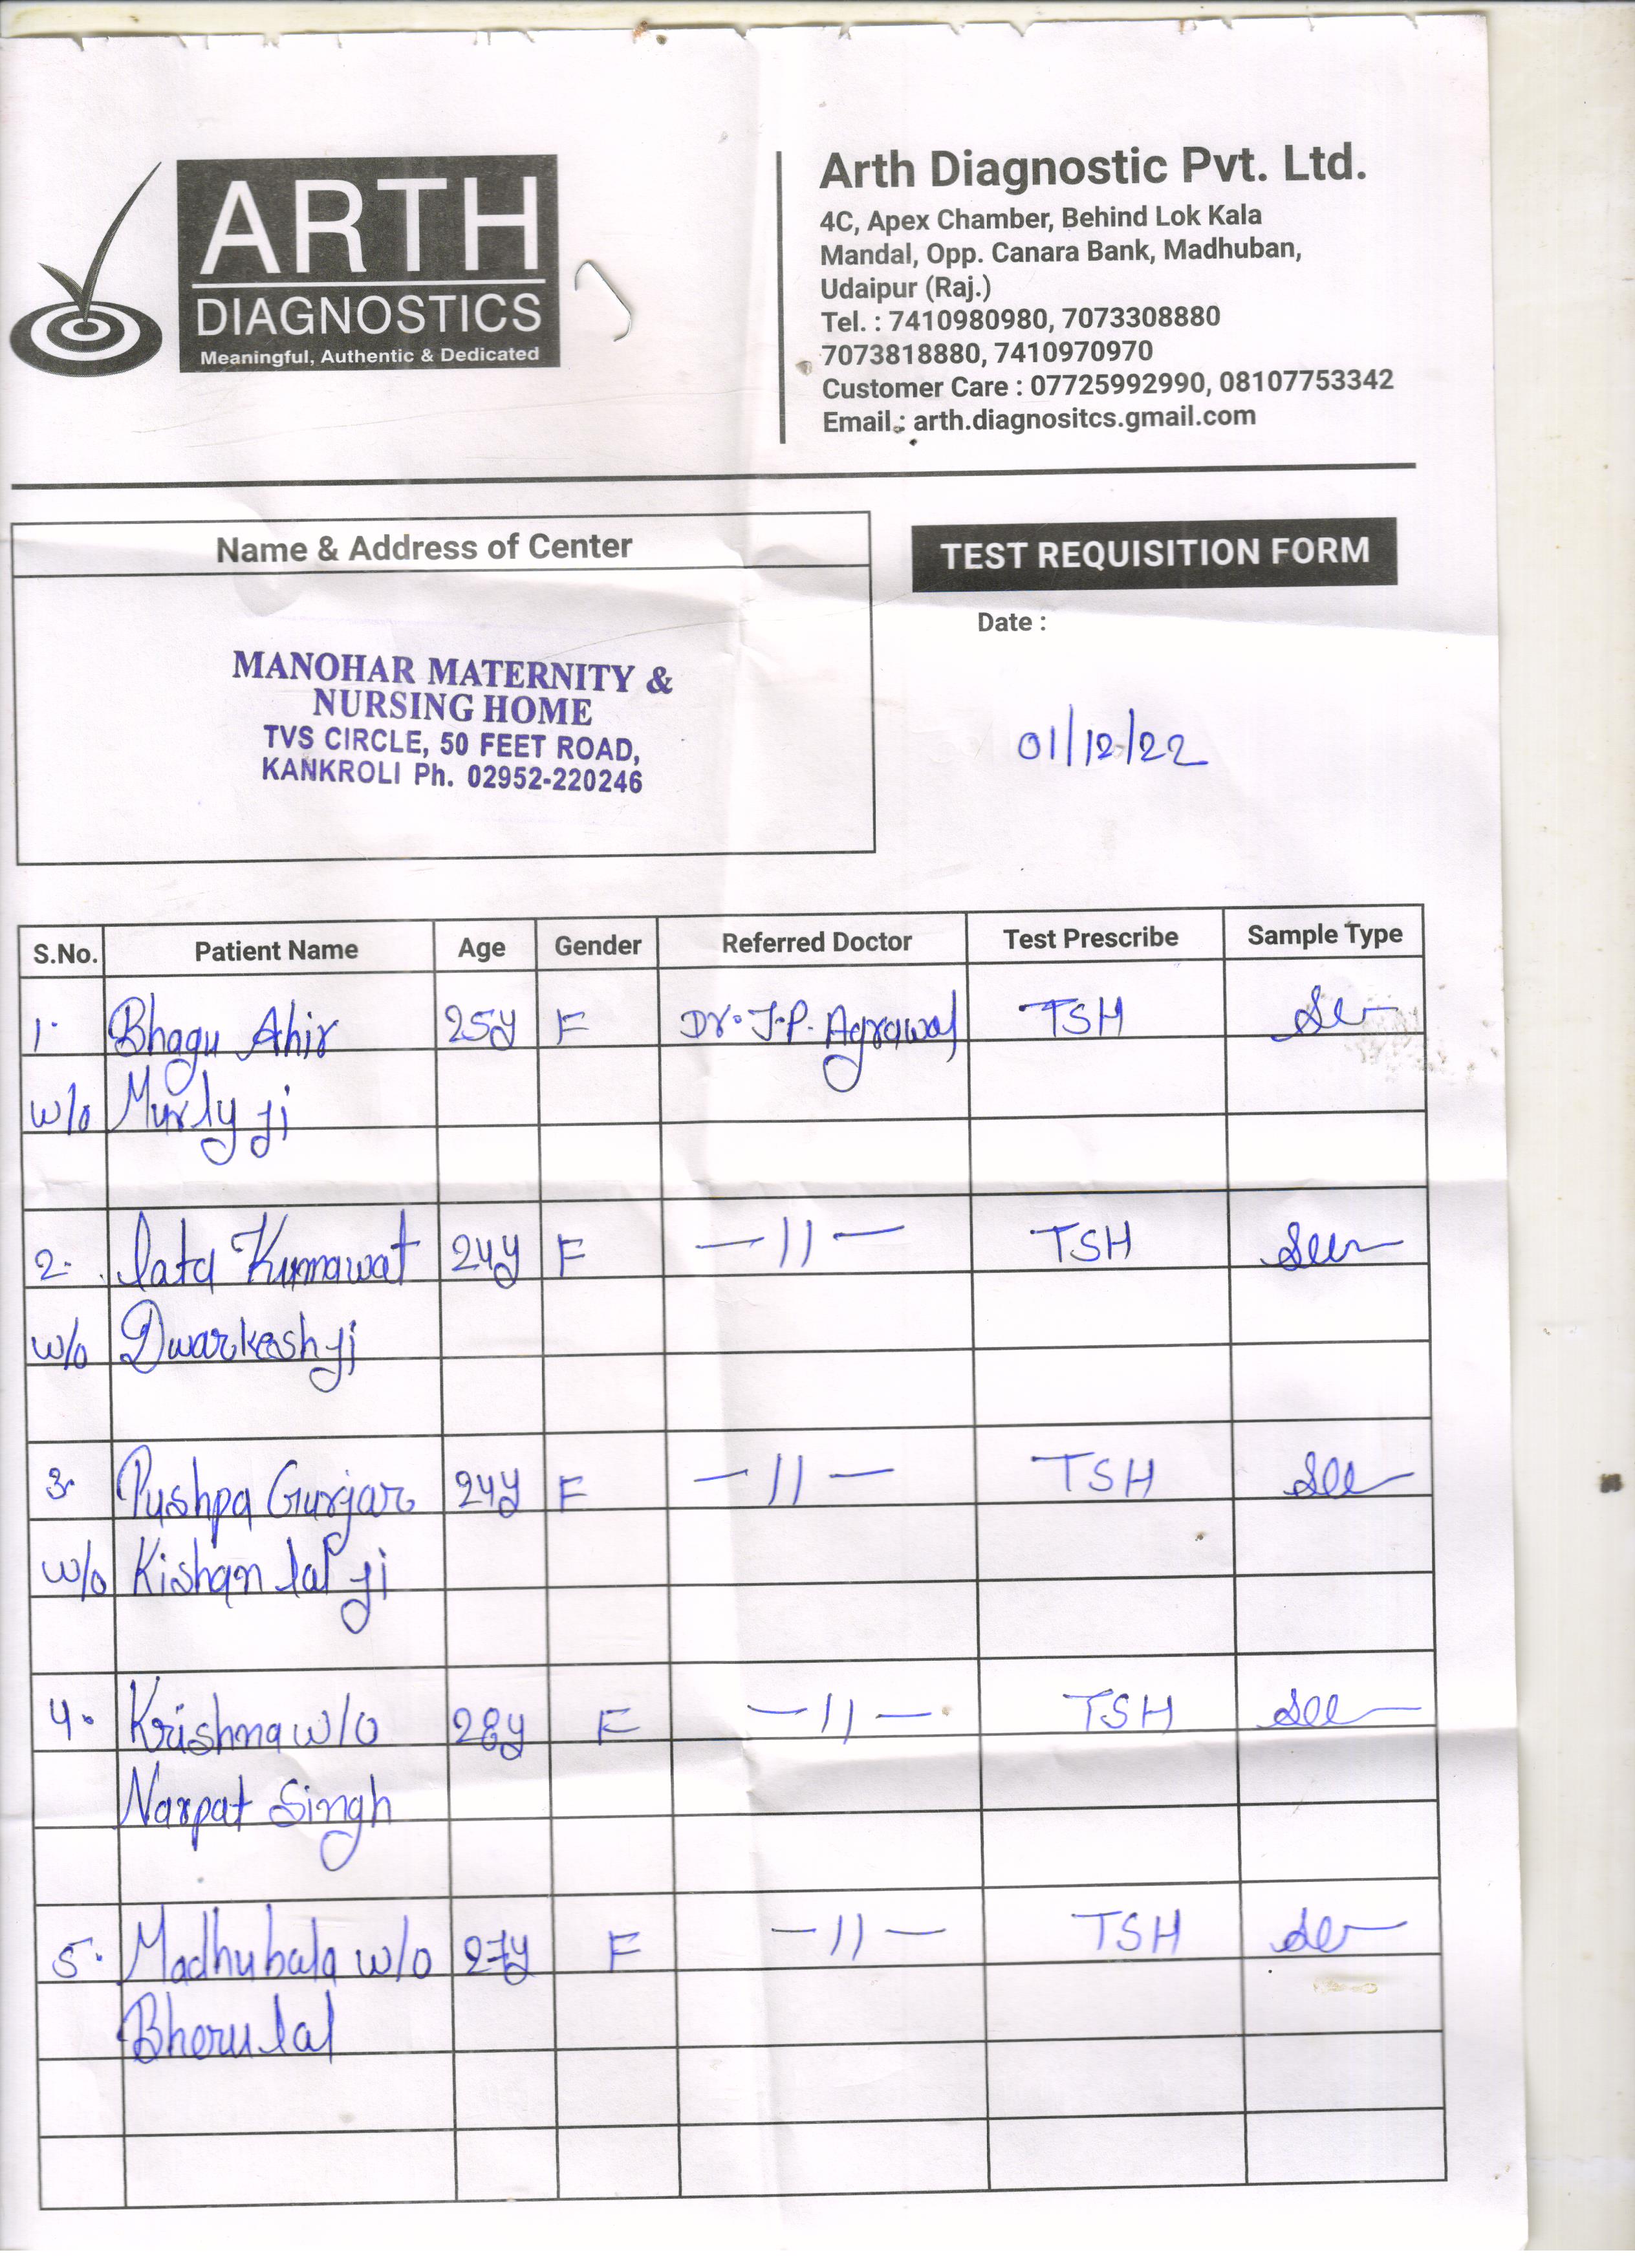 ARTH
DIAGNOSTICS
Meaningful, Authentic & Dedicated
Arth Diagnostic Pvt. Ltd.
4C, Apex Chamber, Behind Lok Kala
Mandal, Opp. Canara Bank, Madhuban,
Udaipur (Raj.)
Tel. : 7410980980, 7073308880
7073818880, 7410970970
Customer Care : 07725992990, 08107753342
Email : arth.diagnositcs.gmail.com
Name & Address of Center
MANOHAR MATERNITY &
NURSING HOME
TVS CIRCLE, 50 FEET ROAD,
KANKROLI Ph. 02952-220246
TEST REQUISITION FORM
Date :
01/12/22
S.No. Patient Name Age Gender Referred Doctor Test Prescribe Sample Type
1. Bhagu Ahir 25y F Dr. J.P. Agrawal TSH
w/o Murly ji
2. lata Kumawat 24y F -11- TSH
w/o Dwarkesh ji
3. Pushpa Gurjar 24y F -11- TSH
w/o Kishan lal ji
4. Krishna w/o 28y F -11- TSH
Narpat Singh
5. Madhubala w/o 27y F -11- TSH
Bherulal